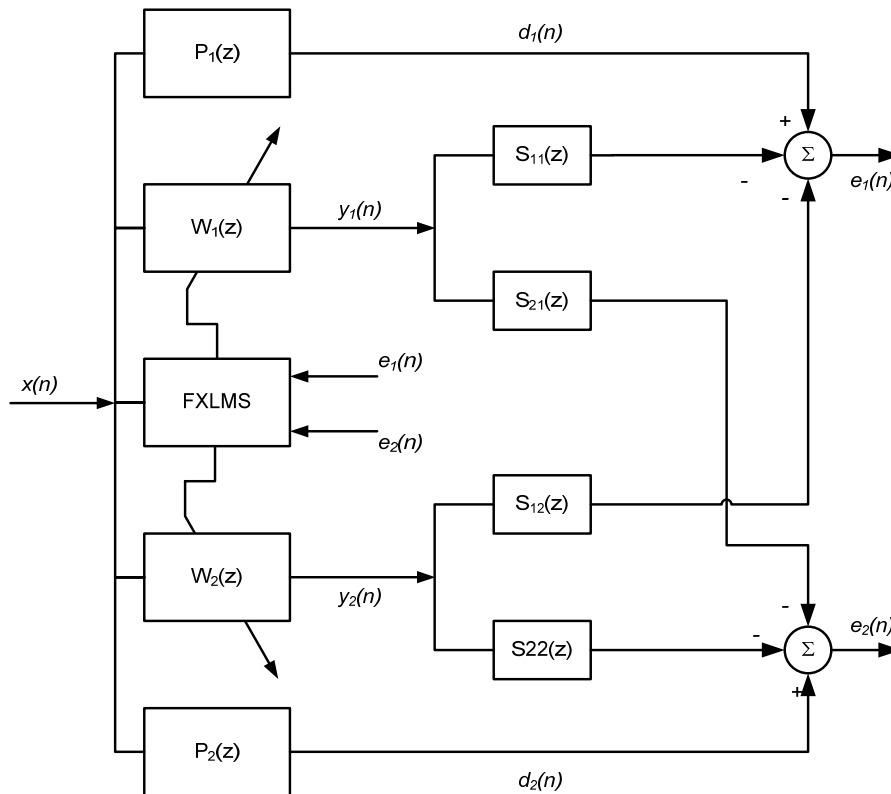 P₁(z)
d₁(n)
+
S₁₁(z)
Σ
-
e₁(n)
-
W₁(z)
y₁(n)
S₂₁(z)
x(n)
FXLMS
e₁(n)
e₂(n)
S₁₂(z)
W₂(z)
y₂(n)
-
S22(z)
-
Σ
e₂(n)
+
P₂(z)
d₂(n)